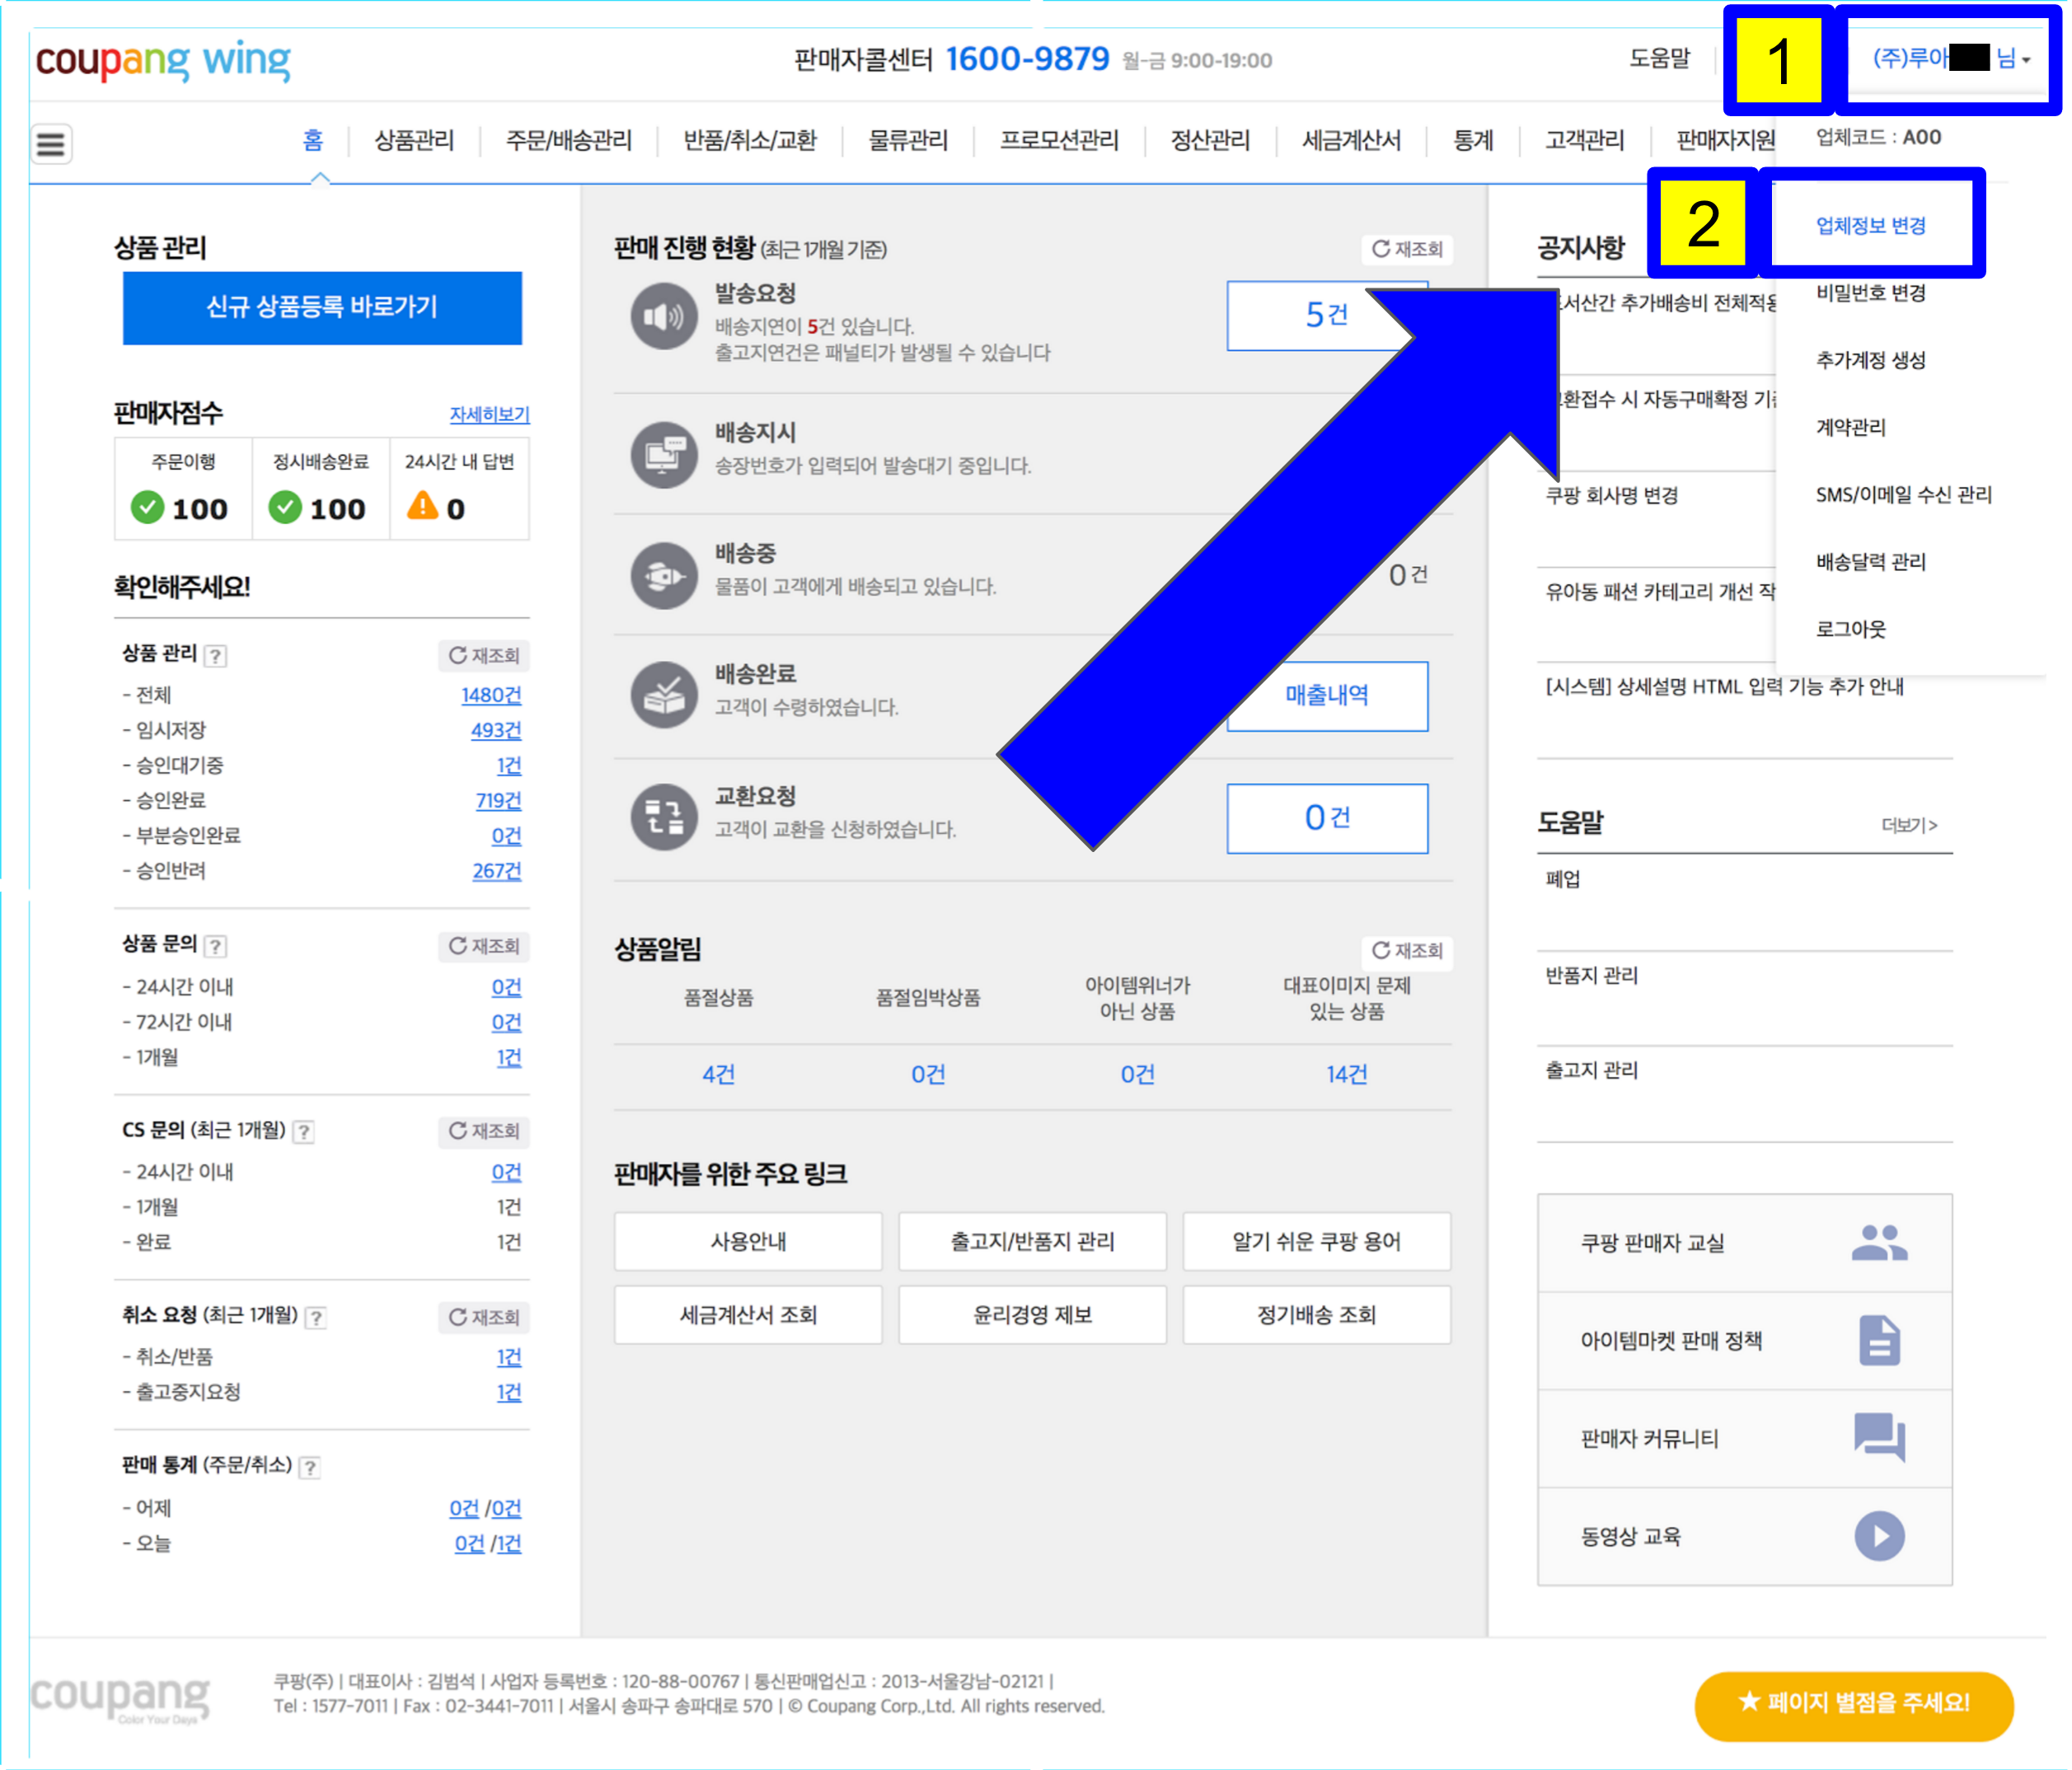 coupang wing
판매자콜센터 1600-9879 월-금 9:00-19:00
도움말
1
(주)루아 님
홈
상품관리
주문/배송관리
반품/취소/교환
물류관리
프로모션관리
정산관리
세금계산서
통계
고객관리
판매자지원
업체코드 : A00
2
업체정보 변경
비밀번호 변경
추가계정 생성
계약관리
SMS/이메일 수신 관리
배송달력 관리
로그아웃
상품 관리
신규 상품등록 바로가기
판매자점수
자세히보기
주문이행
정시배송완료
24시간 내 답변
100
100
0
확인해주세요!
상품 관리 ?
재조회
- 전체 1480건
- 임시저장 493건
- 승인대기중 1건
- 승인완료 719건
- 부분승인완료 0건
- 승인반려 267건
상품 문의 ?
재조회
- 24시간 이내 0건
- 72시간 이내 0건
- 1개월 1건
CS 문의 (최근 1개월) ?
재조회
- 24시간 이내 0건
- 1개월 1건
- 완료 1건
취소 요청 (최근 1개월) ?
재조회
- 취소/반품 1건
- 출고중지요청 1건
판매 통계 (주문/취소) ?
- 어제 0건 /0건
- 오늘 0건 /1건
판매 진행 현황 (최근 1개월 기준)
재조회
발송요청
배송지연이 5건 있습니다.
출고지연건은 패널티가 발생될 수 있습니다
5건
배송지시
송장번호가 입력되어 발송대기 중입니다.
배송중
물품이 고객에게 배송되고 있습니다.
0건
배송완료
고객이 수령하였습니다.
매출내역
교환요청
고객이 교환을 신청하였습니다.
0건
상품알림
재조회
품절상품
품절임박상품
아이템위너가
아닌 상품
대표이미지 문제
있는 상품
4건
0건
0건
14건
판매자를 위한 주요 링크
사용안내
출고지/반품지 관리
알기 쉬운 쿠팡 용어
세금계산서 조회
윤리경영 제보
정기배송 조회
공지사항
서산간 추가배송비 전체적용
환접수 시 자동구매확정
쿠팡 회사명 변경
유아동 패션 카테고리 개선
[시스템] 상세설명 HTML 입력 기능 추가 안내
도움말
더보기>
폐업
반품지 관리
출고지 관리
쿠팡 판매자 교실
아이템마켓 판매 정책
판매자 커뮤니티
동영상 교육
coupang
Color Your Days
쿠팡(주) | 대표이사 : 김범석 | 사업자 등록번호 : 120-88-00767 | 통신판매업신고 : 2013-서울강남-02121 |
Tel : 1577-7011 | Fax : 02-3441-7011 | 서울시 송파구 송파대로 570 | © Coupang Corp.,Ltd. All rights reserved.
★ 페이지 별점을 주세요!